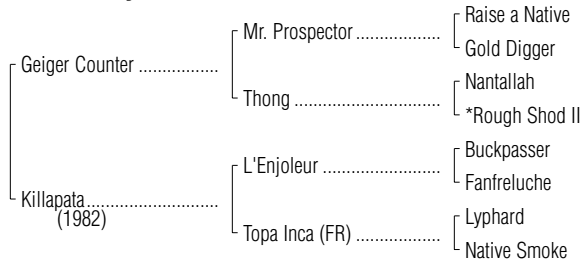 Raise a Native
Mr. Prospector ..................
Gold Digger
Geiger Counter .................
Nantallah
Thong ...............................
*Rough Shod II
Buckpasser
L'Enjoleur .........................
Fanfreluche
Killapata............................
(1982)
Lyphard
Topa Inca (FR) ..................
Native Smoke